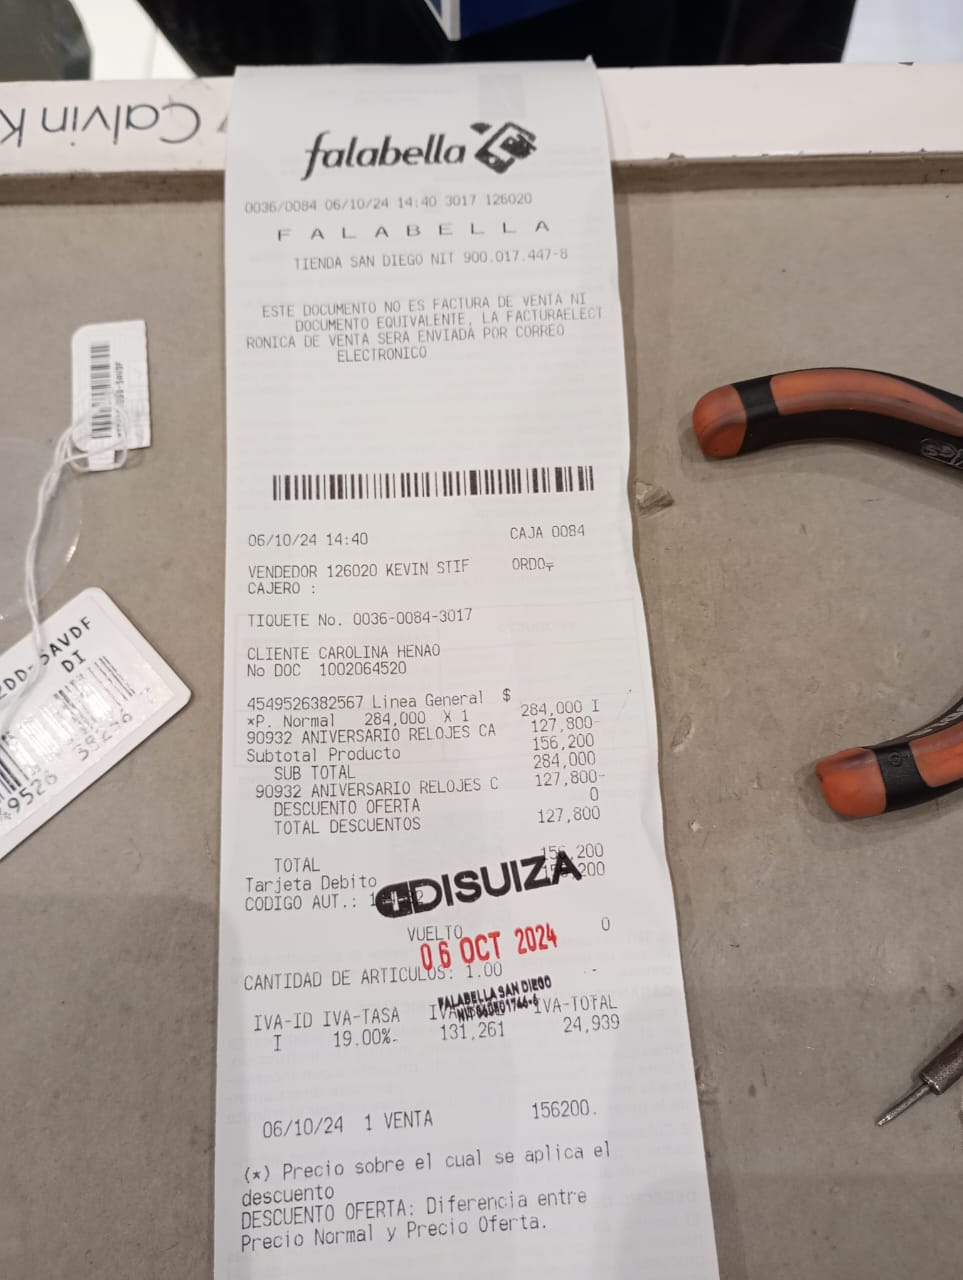 Calvin K
falabella
0036/0084 06/10/24 14:40 3017 126020
F A L A B E L L A
TIENDA SAN DIEGO NIT 900.017.447-8
ESTE DOCUMENTO NO ES FACTURA DE VENTA NI
DOCUMENTO EQUIVALENTE, LA FACTURAELECT
RONICA DE VENTA SERA ENVIADA POR CORREO
ELECTRONICO
06/10/24 14:40 CAJA 0084
VENDEDOR 126020 KEVIN STIF ORDO
CAJERO :
TIQUETE No. 0036-0084-3017
CLIENTE CAROLINA HENAO
No DOC 1002064520
4549526382567 Linea General $
*P. Normal 284,000 X 1 284,000 I
90932 ANIVERSARIO RELOJES CA 127,800-
Subtotal Producto 156,200
SUB TOTAL 284,000
90932 ANIVERSARIO RELOJES C 127,800-
DESCUENTO OFERTA 0
TOTAL DESCUENTOS 127,800
TOTAL 156,200
Tarjeta Debito 200
CODIGO AUT.:
DISUIZA
VUELTO 0
06 OCT 2024
CANTIDAD DE ARTICULOS: 1.00
FALABELLA SAN DIEGO
NIT
IVA-ID IVA-TASA IVA-TOTAL
I 19.00% 131,261 24,939
06/10/24 1 VENTA 156200.
(*) Precio sobre el cual se aplica el
descuento
DESCUENTO OFERTA: Diferencia entre
Precio Normal y Precio Oferta.
DI